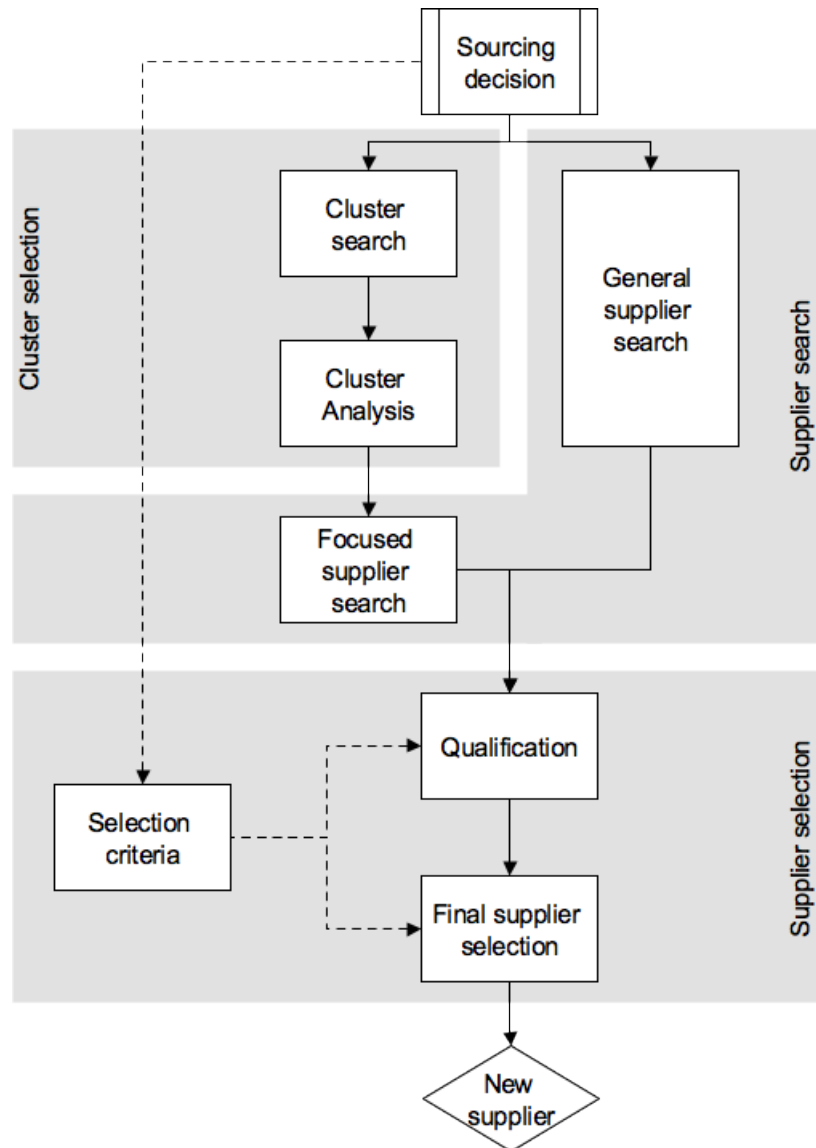 Sourcing
decision
Cluster selection
Cluster
search
General
supplier
search
Supplier search
Cluster
Analysis
Focused
supplier
search
Qualification
Selection
criteria
Supplier selection
Final supplier
selection
New
supplier